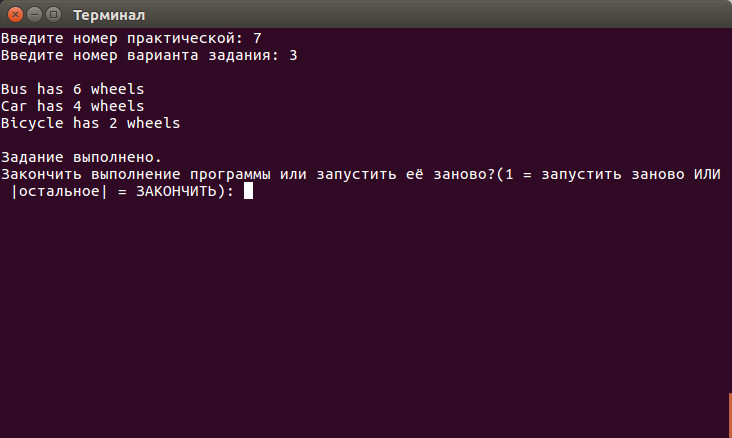 Терминал
Введите номер практической: 7
Введите номер варианта задания: 3
Bus has 6 wheels
Car has 4 wheels
Bicycle has 2 wheels
Задание выполнено.
Закончить выполнение программы или запустить её заново?(1 = запустить заново ИЛИ
|остальное| = ЗАКОНЧИТЬ):